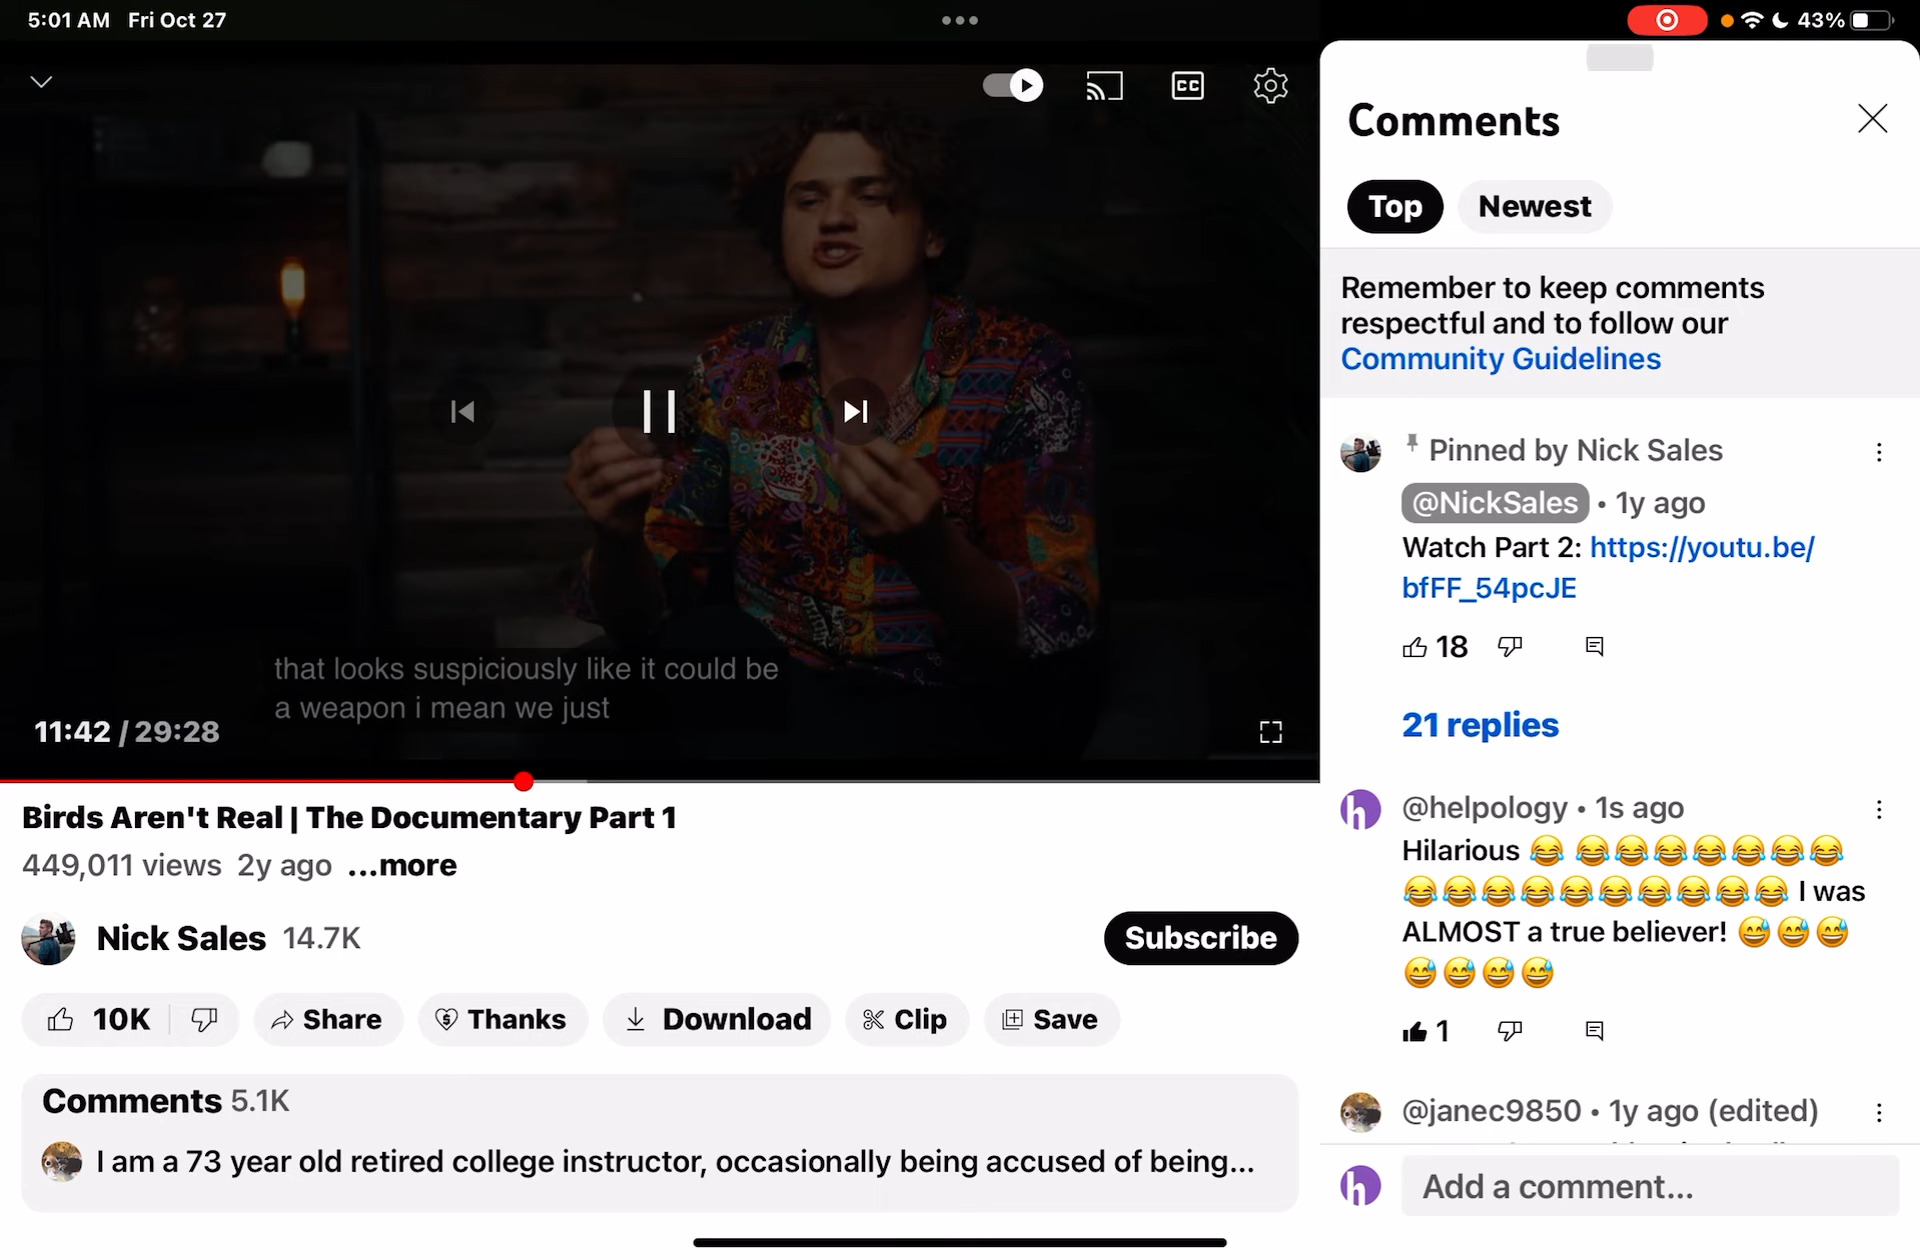 5:01 AM Fri Oct 27
43%
CC
that looks suspiciously like it could be
a weapon i mean we just
11:42 / 29:28
Birds Aren't Real | The Documentary Part 1
449,011 views 2y ago ...more
Nick Sales 14.7K
Subscribe
10K
Share
Thanks
Download
Clip
Save
Comments 5.1K
I am a 73 year old retired college instructor, occasionally being accused of being...
Comments
Top
Newest
Remember to keep comments
respectful and to follow our
Community Guidelines
Pinned by Nick Sales
@NickSales • 1y ago
Watch Part 2: https://youtu.be/
bfFF_54pcJE
18
21 replies
h
@helpology • 1s ago
Hilarious 😂 😂😂😂😂😂😂😂
😂😂😂😂😂😂😂😂😂😂 I was
ALMOST a true believer! 😅😅😅
😅😅😅😅
1
@janec9850 • 1y ago (edited)
h
Add a comment...